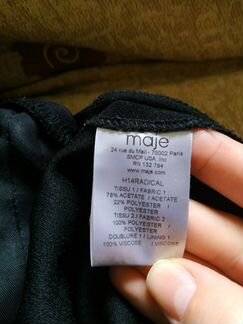 maje
24 rue du Mail - 75002 Paris
SMCP USA, Inc
RN 132 784
www.maje.com
H14RADICAL
TISSU 1 / FABRIC 1
78% ACETATE / ACETATE
22% POLYESTER /
POLYESTER
TISSU 2 / FABRIC 2
100% POLYESTER /
POLYESTER
DOUBLURE 1 / LINING 1
100% VISCOSE / VISCOSE